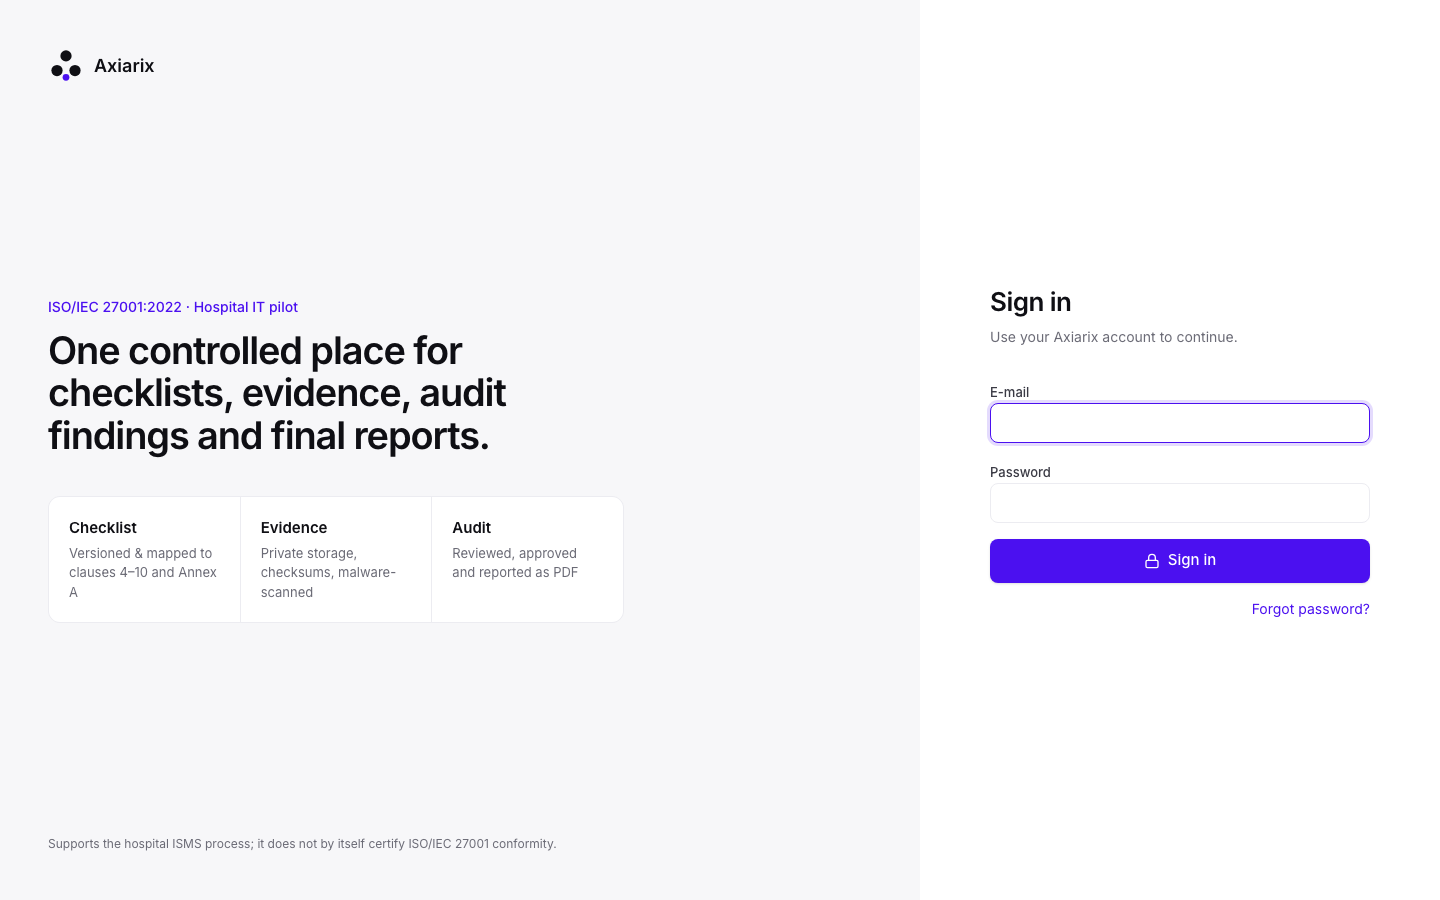 Axiarix
ISO/IEC 27001:2022 · Hospital IT pilot
One controlled place for
checklists, evidence, audit
findings and final reports.
Checklist
Versioned & mapped to
clauses 4–10 and Annex
A
Evidence
Private storage,
checksums, malware-
scanned
Audit
Reviewed, approved
and reported as PDF
Supports the hospital ISMS process; it does not by itself certify ISO/IEC 27001 conformity.
Sign in
Use your Axiarix account to continue.
E-mail
Password
Sign in
Forgot password?